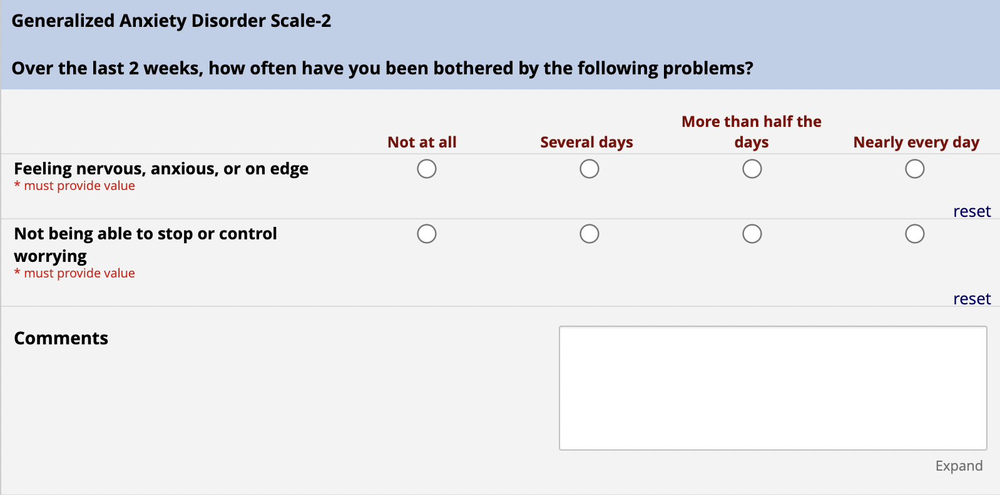 Generalized Anxiety Disorder Scale-2
Over the last 2 weeks, how often have you been bothered by the following problems?
Not at all
Several days
More than half the
days
Nearly every day
Feeling nervous, anxious, or on edge
* must provide value
reset
Not being able to stop or control
worrying
* must provide value
reset
Comments
Expand